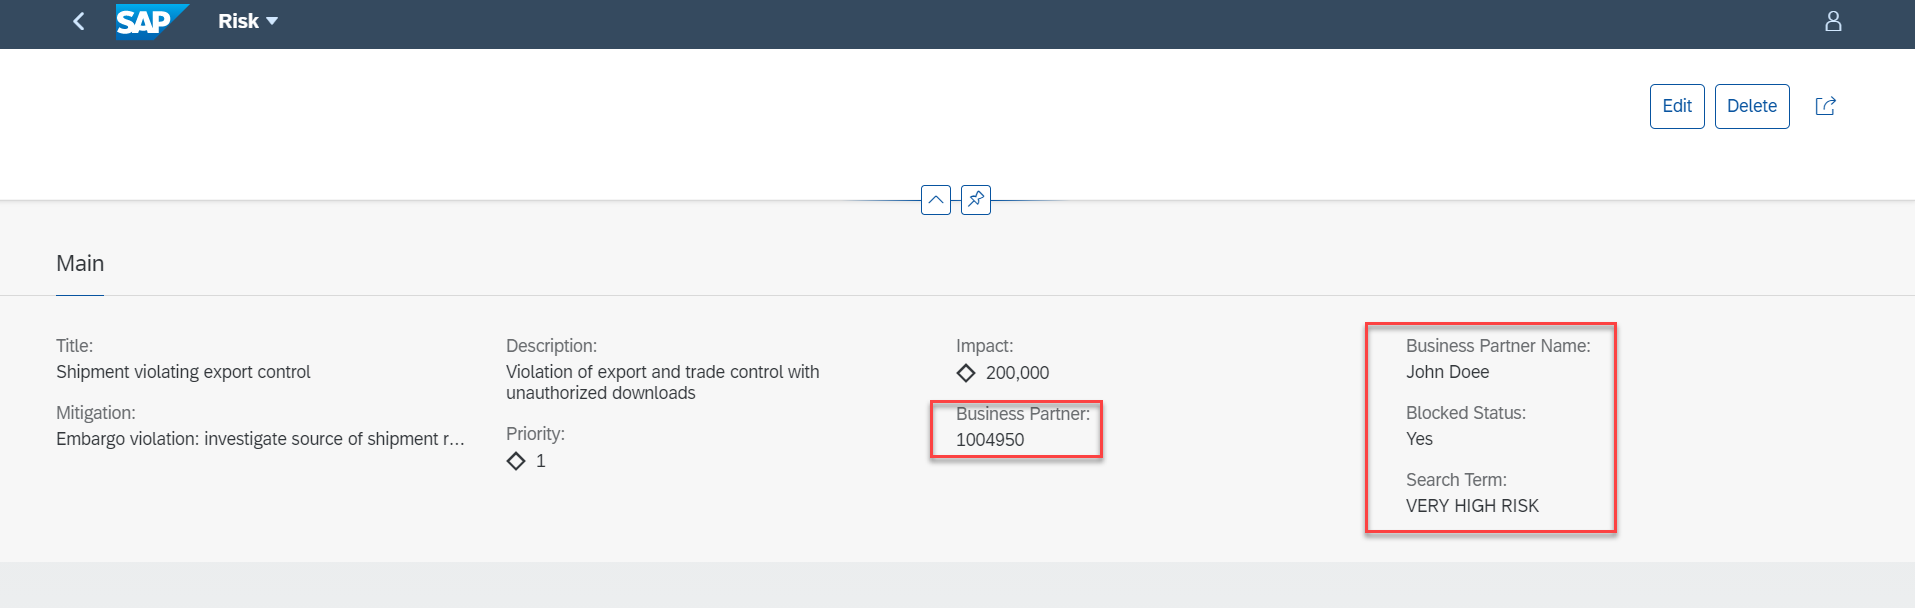 SAP
Risk
Edit
Delete
Main
Title:
Shipment violating export control
Mitigation:
Embargo violation: investigate source of shipment r...
Description:
Violation of export and trade control with
unauthorized downloads
Priority:
1
Impact:
200,000
Business Partner:
1004950
Business Partner Name:
John Doee
Blocked Status:
Yes
Search Term:
VERY HIGH RISK